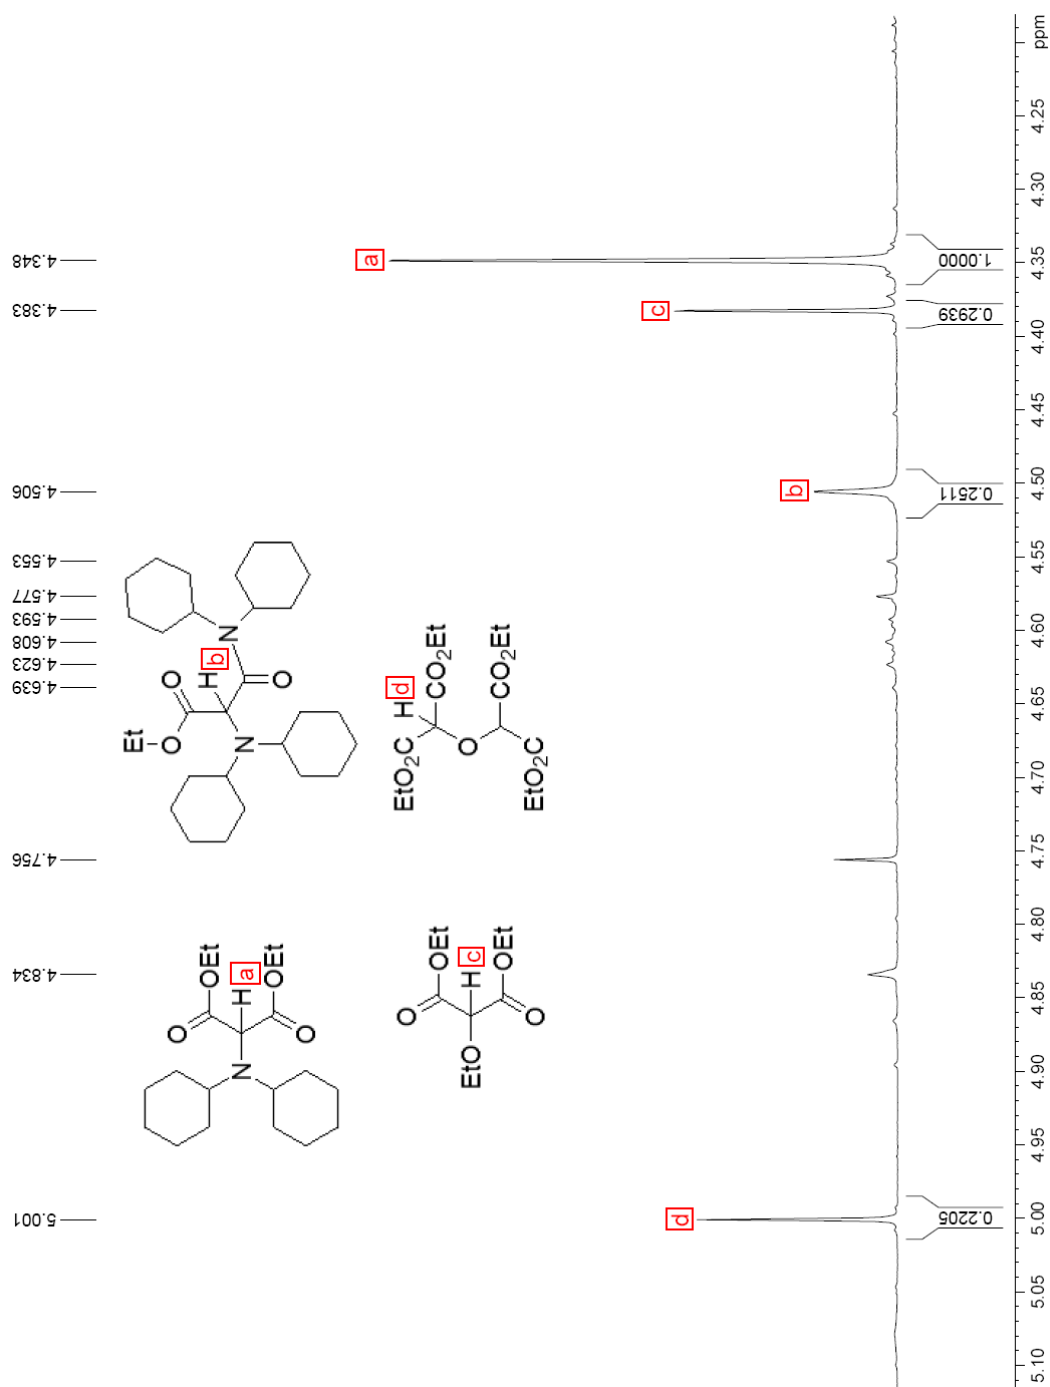 4.348
4.383
4.506
4.553
4.577
4.593
4.608
4.623
4.639
4.756
4.834
5.001
a
c
b
d
Et
O
O
H b
N
O
N
H d
EtO₂C
CO₂Et
O
EtO₂C
CO₂Et
O
OEt
N
H a
O
OEt
O
OEt
EtO
H c
O
OEt
1.0000
0.2939
0.2511
0.2205
ppm
4.25
4.30
4.35
4.40
4.45
4.50
4.55
4.60
4.65
4.70
4.75
4.80
4.85
4.90
4.95
5.00
5.05
5.10